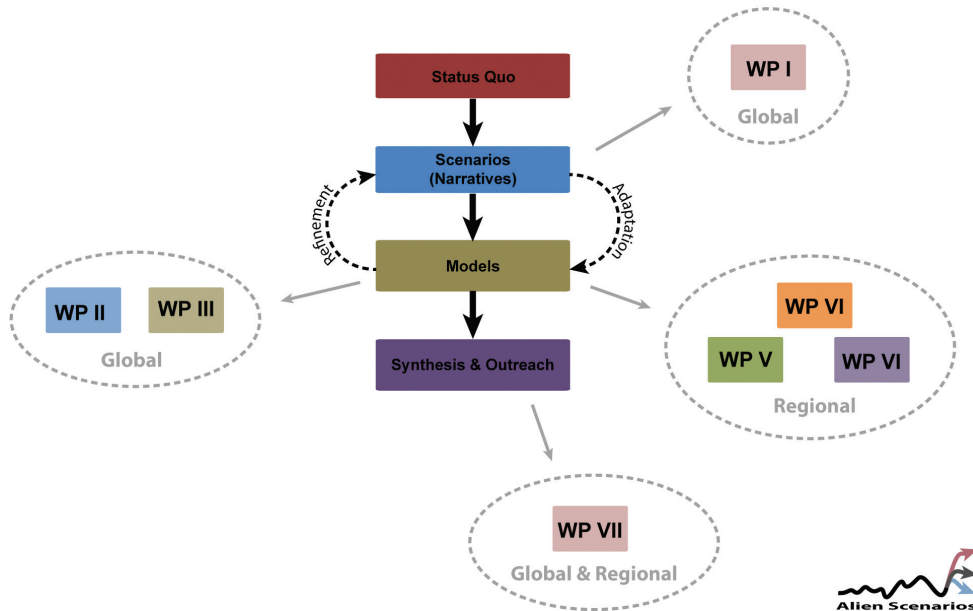 WP I
Global
Status Quo
Scenarios
(Narratives)
Refinement
Adaptation
Models
WP II
WP III
Global
WP VI
WP V
WP VI
Regional
Synthesis & Outreach
WP VII
Global & Regional
Alien Scenarios